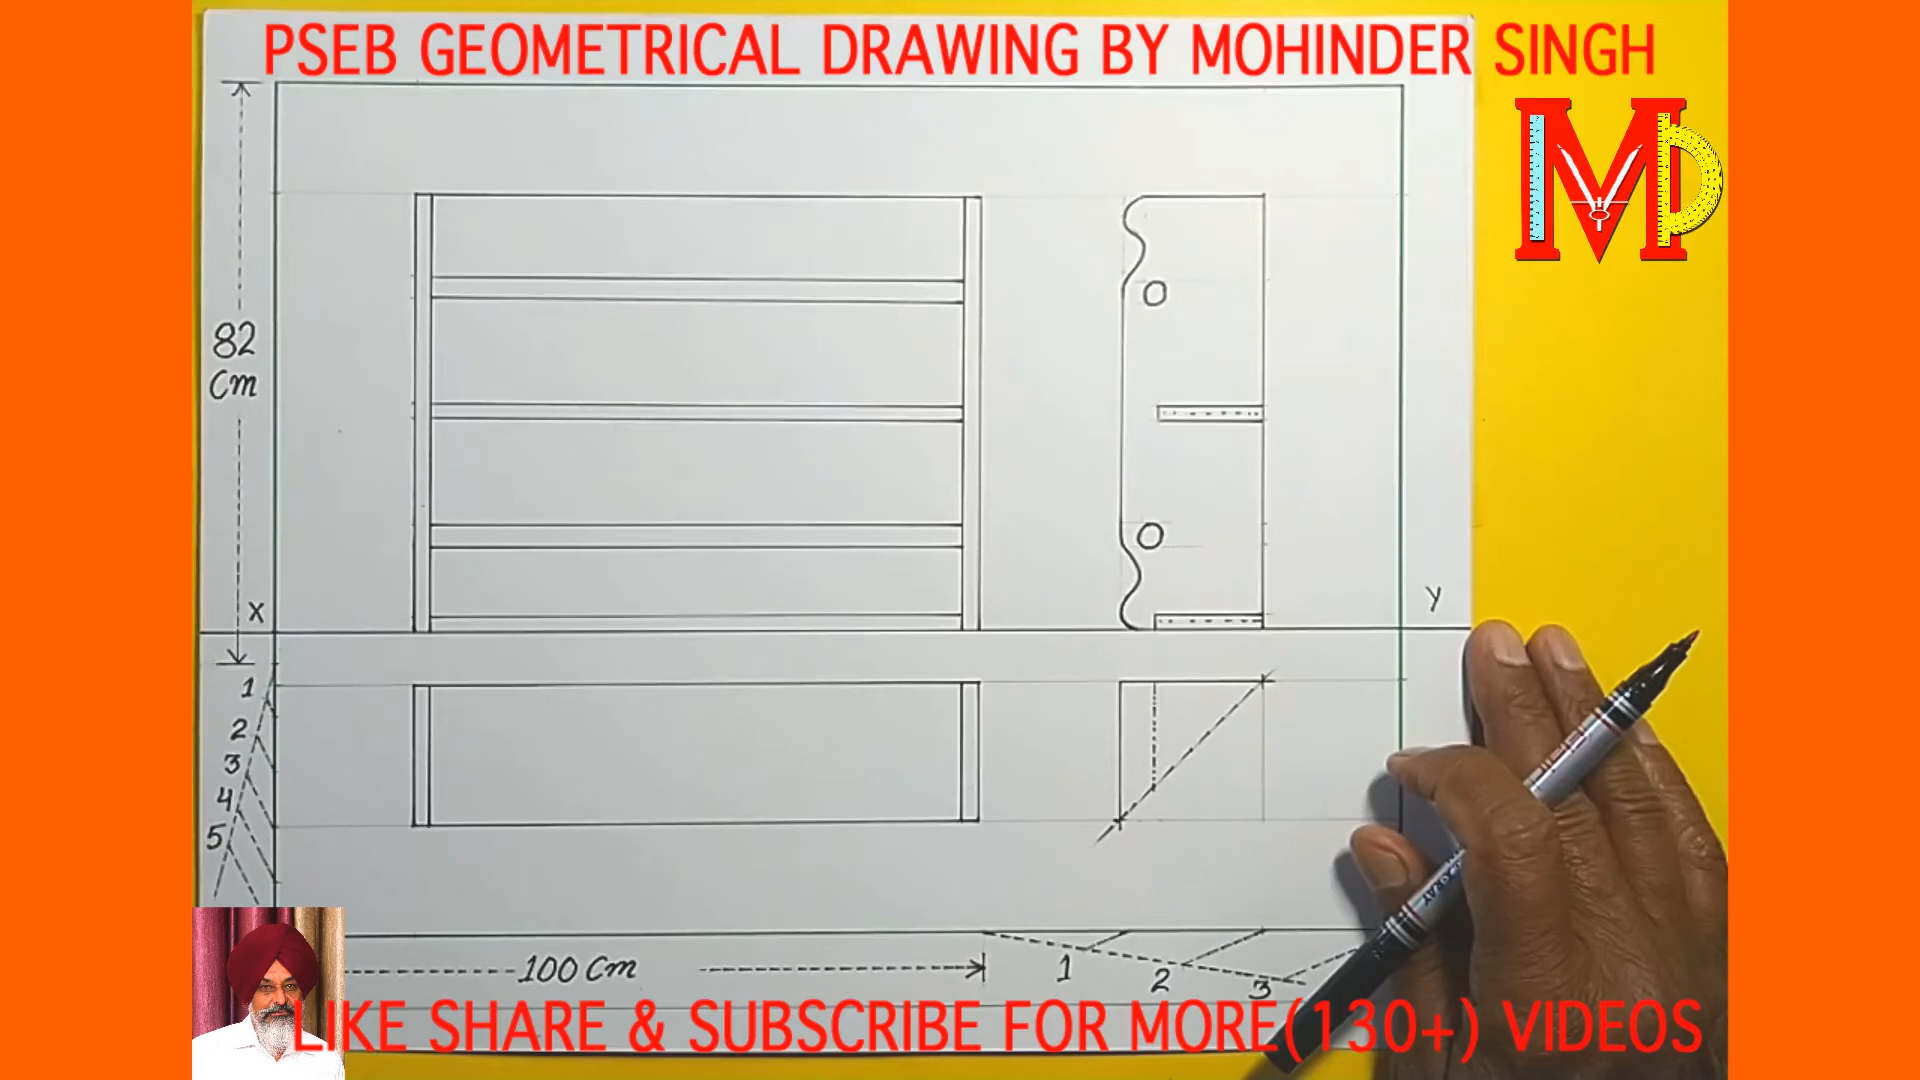 PSEB GEOMETRICAL DRAWING BY MOHINDER SINGH
MD
82
Cm
X
Y
1
2
3
4
5
100 Cm
1
2
3
LIKE SHARE & SUBSCRIBE FOR MORE(130+) VIDEOS